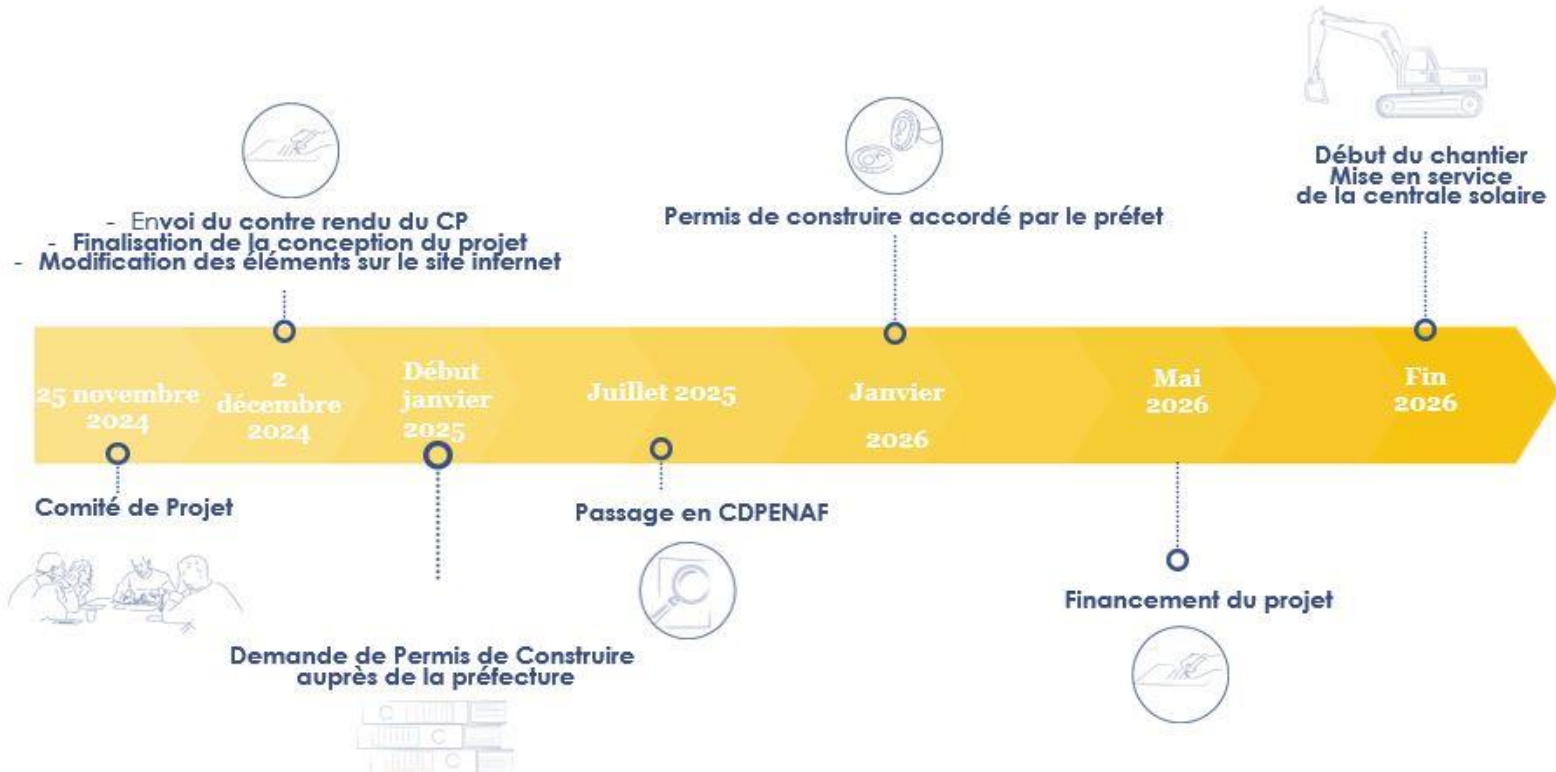 - Envoi du contre rendu du CP
- Finalisation de la conception du projet
- Modification des éléments sur le site internet
Permis de construire accordé par le préfet
Début du chantier
Mise en service
de la centrale solaire
25 novembre
2024
2
décembre
2024
Début
janvier
2025
Juillet 2025
Janvier
2026
Mai
2026
Fin
2026
Comité de Projet
Demande de Permis de Construire
auprès de la préfecture
Passage en CDPENAF
Financement du projet